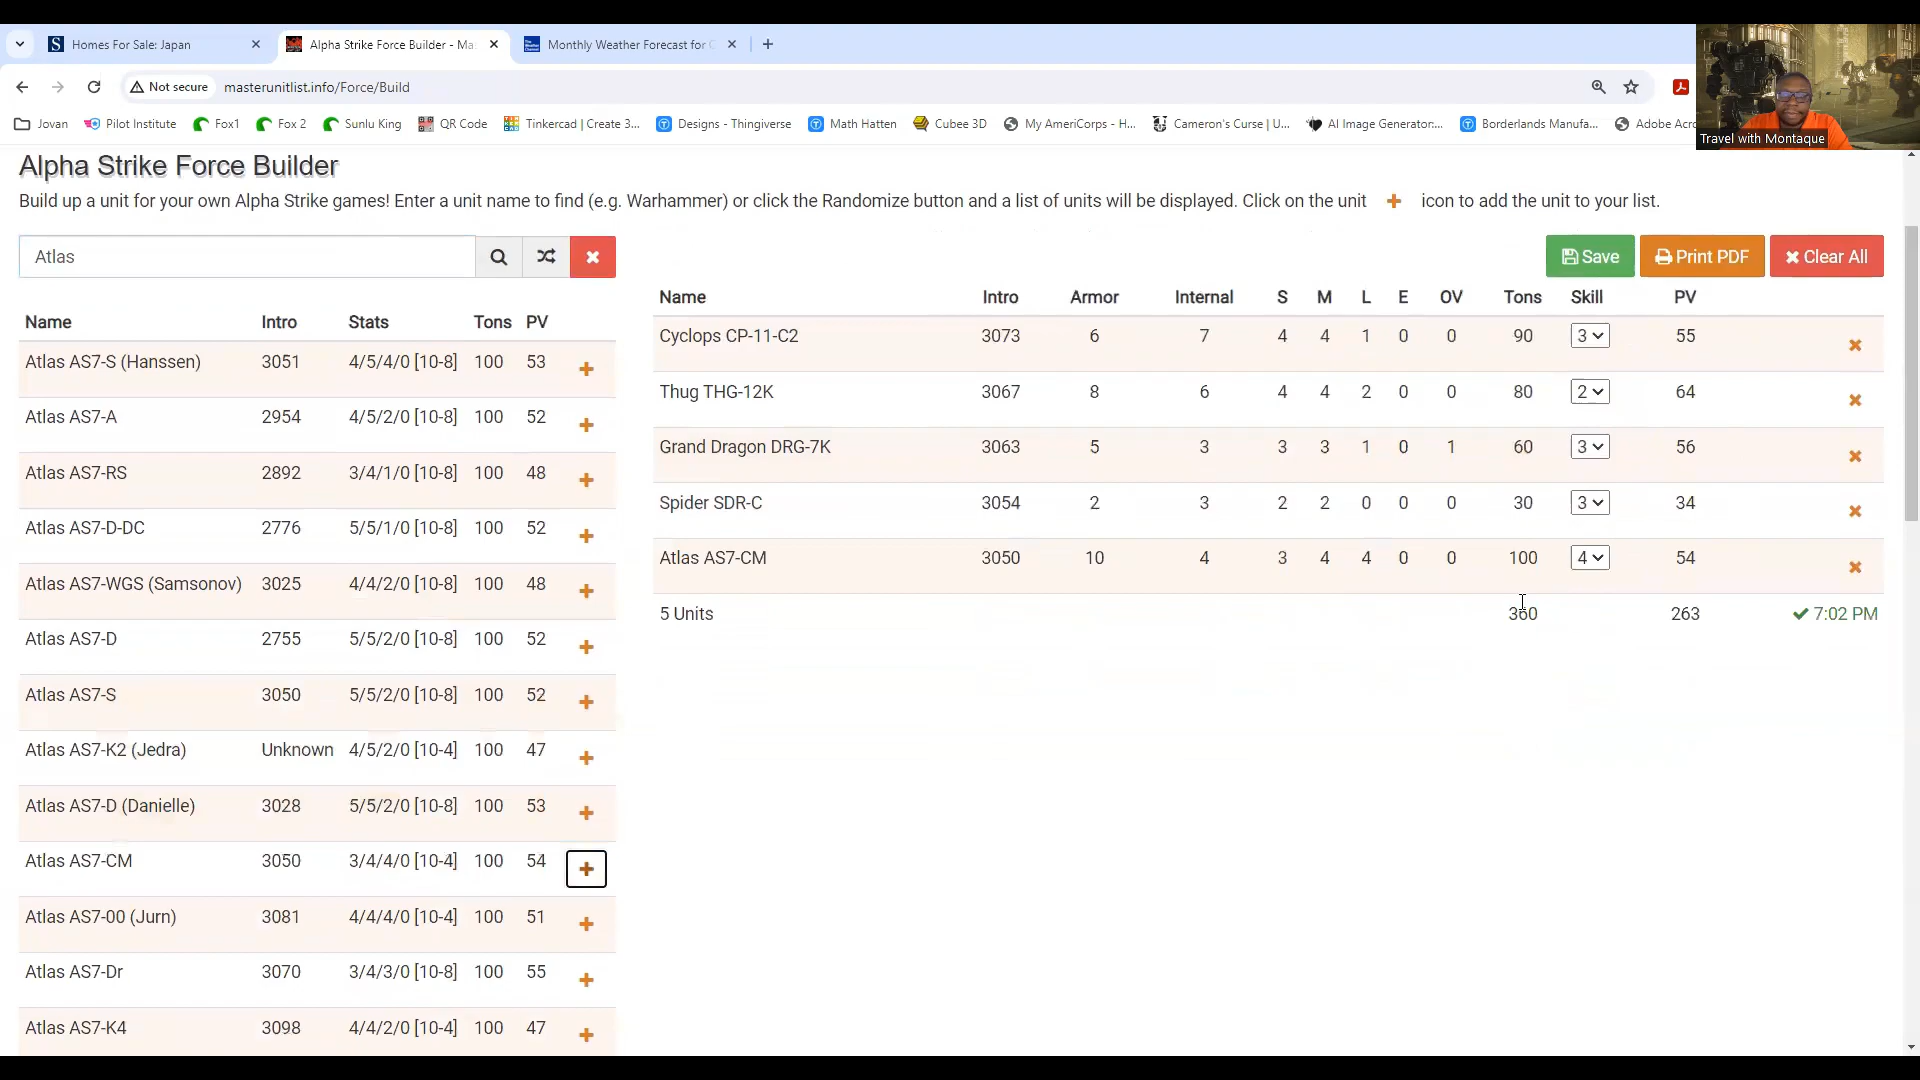 Homes For Sale: Japan
Alpha Strike Force Builder - Ma
Monthly Weather Forecast for C
Not secure
masterunitlist.info/Force/Build
Jovan
Pilot Institute
Fox1
Fox 2
Sunlu King
QR Code
Tinkercad | Create 3...
Designs - Thingiverse
Math Hatten
Cubee 3D
My AmeriCorps - H...
Cameron's Curse | U...
AI Image Generator:...
Borderlands Manufa...
Adobe Acro
Travel with Montaque
Alpha Strike Force Builder
Build up a unit for your own Alpha Strike games! Enter a unit name to find (e.g. Warhammer) or click the Randomize button and a list of units will be displayed. Click on the unit + icon to add the unit to your list.
Atlas
Save
Print PDF
Clear All
Name Intro Stats Tons PV
Atlas AS7-S (Hanssen) 3051 4/5/4/0 [10-8] 100 53
Atlas AS7-A 2954 4/5/2/0 [10-8] 100 52
Atlas AS7-RS 2892 3/4/1/0 [10-8] 100 48
Atlas AS7-D-DC 2776 5/5/1/0 [10-8] 100 52
Atlas AS7-WGS (Samsonov) 3025 4/4/2/0 [10-8] 100 48
Atlas AS7-D 2755 5/5/2/0 [10-8] 100 52
Atlas AS7-S 3050 5/5/2/0 [10-8] 100 52
Atlas AS7-K2 (Jedra) Unknown 4/5/2/0 [10-4] 100 47
Atlas AS7-D (Danielle) 3028 5/5/2/0 [10-8] 100 53
Atlas AS7-CM 3050 3/4/4/0 [10-4] 100 54
Atlas AS7-00 (Jurn) 3081 4/4/4/0 [10-4] 100 51
Atlas AS7-Dr 3070 3/4/3/0 [10-8] 100 55
Atlas AS7-K4 3098 4/4/2/0 [10-4] 100 47
Name Intro Armor Internal S M L E OV Tons Skill PV
Cyclops CP-11-C2 3073 6 7 4 4 1 0 0 90 3 55
Thug THG-12K 3067 8 6 4 4 2 0 0 80 2 64
Grand Dragon DRG-7K 3063 5 3 3 3 1 0 1 60 3 56
Spider SDR-C 3054 2 3 2 2 0 0 0 30 3 34
Atlas AS7-CM 3050 10 4 3 4 4 0 0 100 4 54
5 Units 360 263 7:02 PM